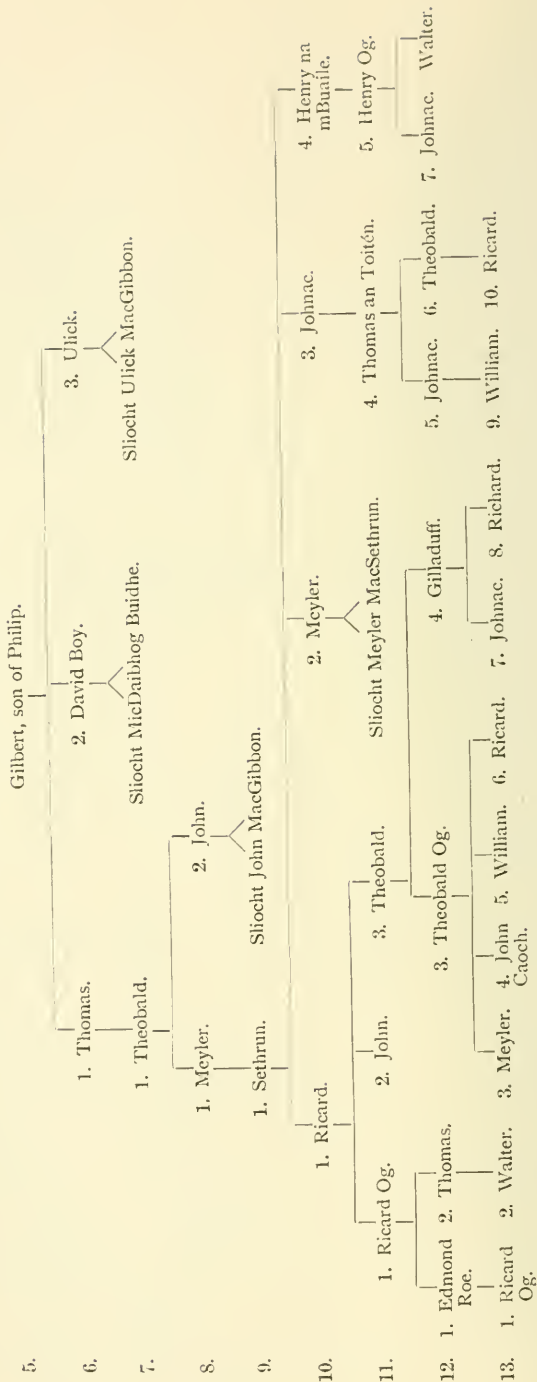 5. Gilbert, son of Philip.
6. 1. Thomas. 2. David Boy. 3. Ulick.
Sliocht MicDaibhog Buidhe. Sliocht Ulick MacGibbon.
7. 1. Theobald.
8. 1. Meyler. 2. John.
Sliocht John MacGibbon.
9. 1. Sethrun.
10. 1. Ricard. 2. Meyler. 3. Johnac. 4. Henry na
mBuaile.
Sliocht Meyler MacSethrun.
11. 1. Ricard Og. 2. John. 3. Theobald. 4. Thomas an Toitén. 5. Henry Og.
12. 1. Edmond 2. Thomas. 3. Theobald Og. 4. Gilladuff. 5. Johnac. 6. Theobald. 7. Johnac. Walter.
Roe.
13. 1. Ricard 2. Walter. 3. Meyler. 4. John 5. William. 6. Ricard. 7. Johnac. 8. Richard. 9. William. 10. Ricard.
Og. Caoch.